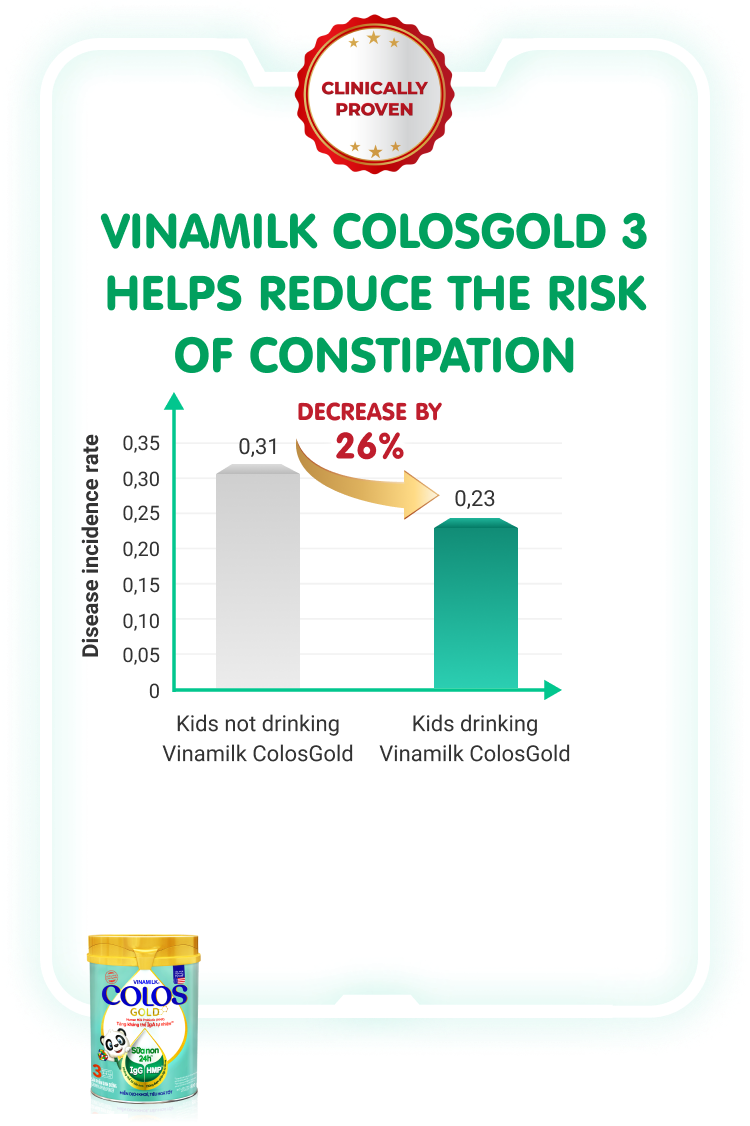 CLINICALLY
PROVEN
VINAMILK COLOSGOLD 3
HELPS REDUCE THE RISK
OF CONSTIPATION
DECREASE BY
26%
Disease incidence rate
0,35
0,30
0,25
0,20
0,15
0,10
0,05
0
0,31
0,23
Kids not drinking
Vinamilk ColosGold
Kids drinking
Vinamilk ColosGold
VINAMILK
COLOS
GOLD
Sữa non
24h
IgG HMP
3